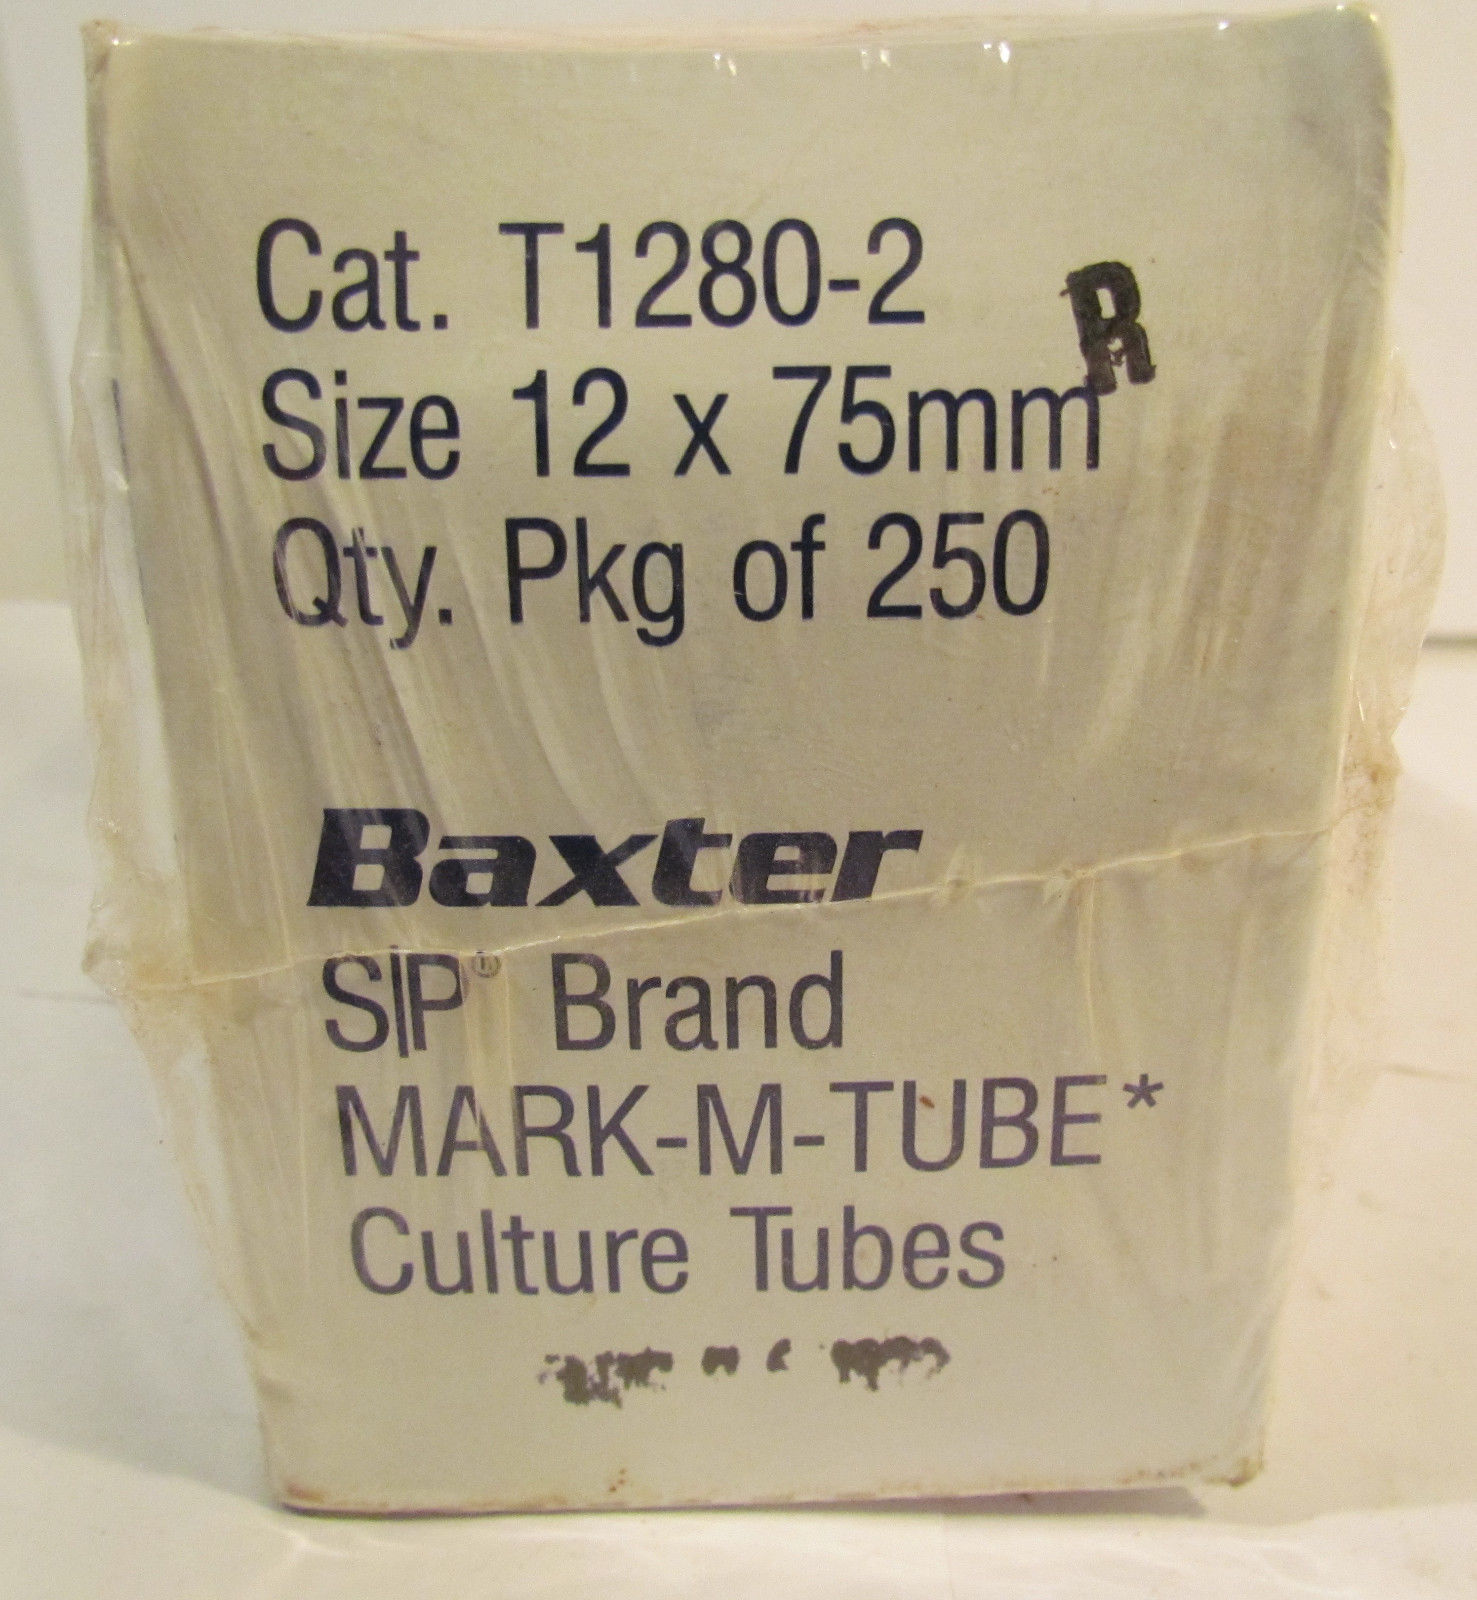 Cat. T1280-2
R
Size 12 x 75mm
Qty. Pkg of 250
Baxter
S|P® Brand
MARK-M-TUBE*
Culture Tubes